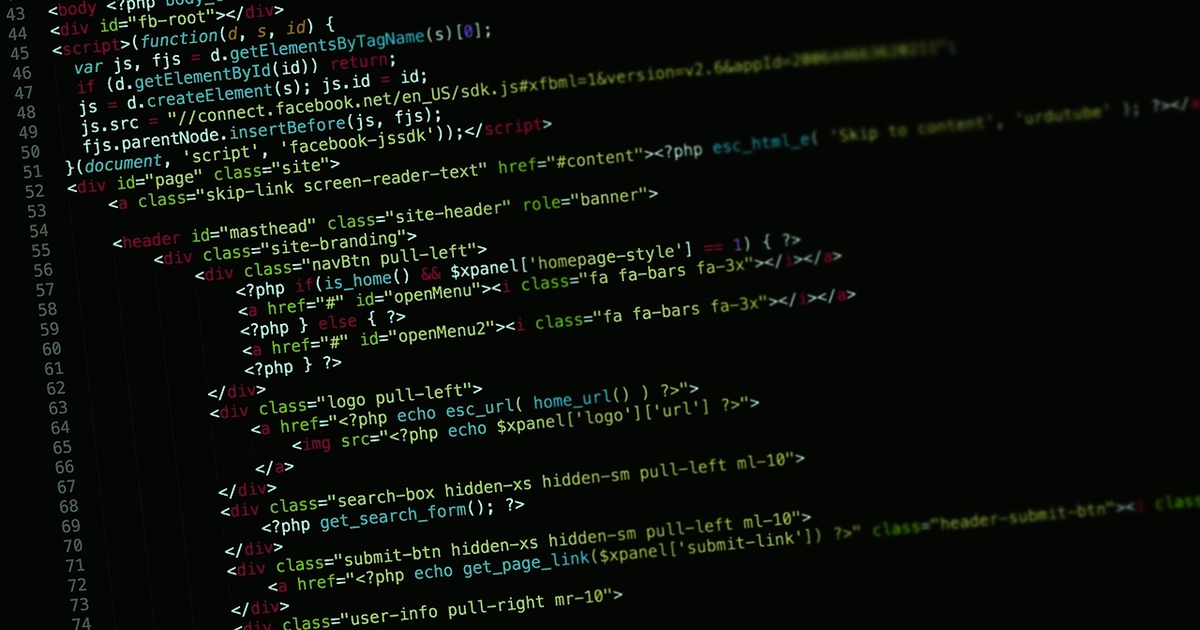 43 <body <?php
44 <div id="fb-root"></div>
45 <script>(function(d, s, id) {
46 var js, fjs = d.getElementsByTagName(s)[0];
47 if (d.getElementById(id)) return;
48 js = d.createElement(s); js.id = id;
49 js.src = "//connect.facebook.net/en_US/sdk.js#xfbml=1&version=v2.6&appId=
50 fjs.parentNode.insertBefore(js, fjs);
51 }(document, 'script', 'facebook-jssdk'));</script>
52 <div id="page" class="site">
53 <a class="skip-link screen-reader-text" href="#content"><?php esc_html_e( 'Skip to content', 'urdutube' ); ?></a
54
55 <header id="masthead" class="site-header" role="banner">
56 <div class="site-branding">
57 <div class="navBtn pull-left">
58 <?php if(is_home() && $xpanel['homepage-style'] == 1) { ?>
59 <a href="#" id="openMenu"><i class="fa fa-bars fa-3x"></i></a>
60 <?php } else { ?>
61 <a href="#" id="openMenu2"><i class="fa fa-bars fa-3x"></i></a>
62 <?php } ?>
63 </div>
64 <div class="logo pull-left">
65 <a href="<?php echo esc_url( home_url() ) ?>">
66 <img src="<?php echo $xpanel['logo']['url'] ?>">
67 </a>
68 </div>
69 <div class="search-box hidden-xs hidden-sm pull-left ml-10">
70 <?php get_search_form(); ?>
71 </div>
72 <div class="submit-btn hidden-xs hidden-sm pull-left ml-10">
73 <a href="<?php echo get_page_link($xpanel['submit-link']) ?>" class="header-submit-btn"><i clas
74 </div>
<div class="user-info pull-right mr-10">